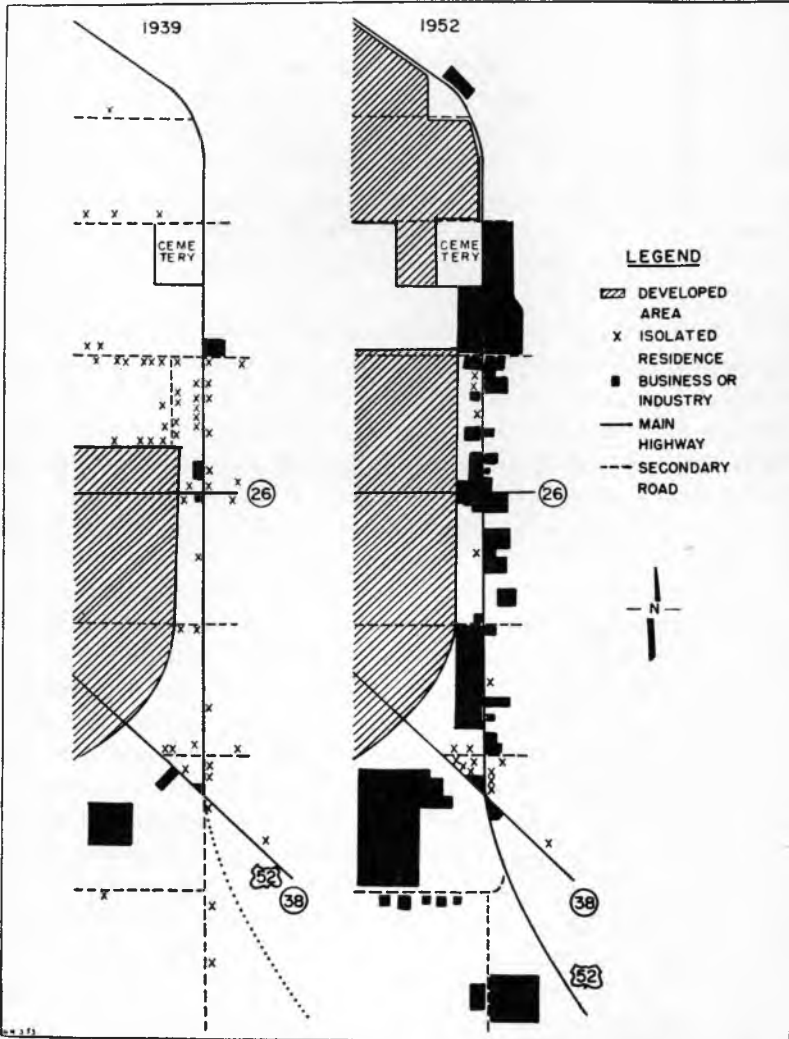 1939
1952
CEME
TERY
CEME
TERY
LEGEND
DEVELOPED
AREA
X ISOLATED
RESIDENCE
BUSINESS OR
INDUSTRY
MAIN
HIGHWAY
SECONDARY
ROAD
26
26
N
52
38
38
52